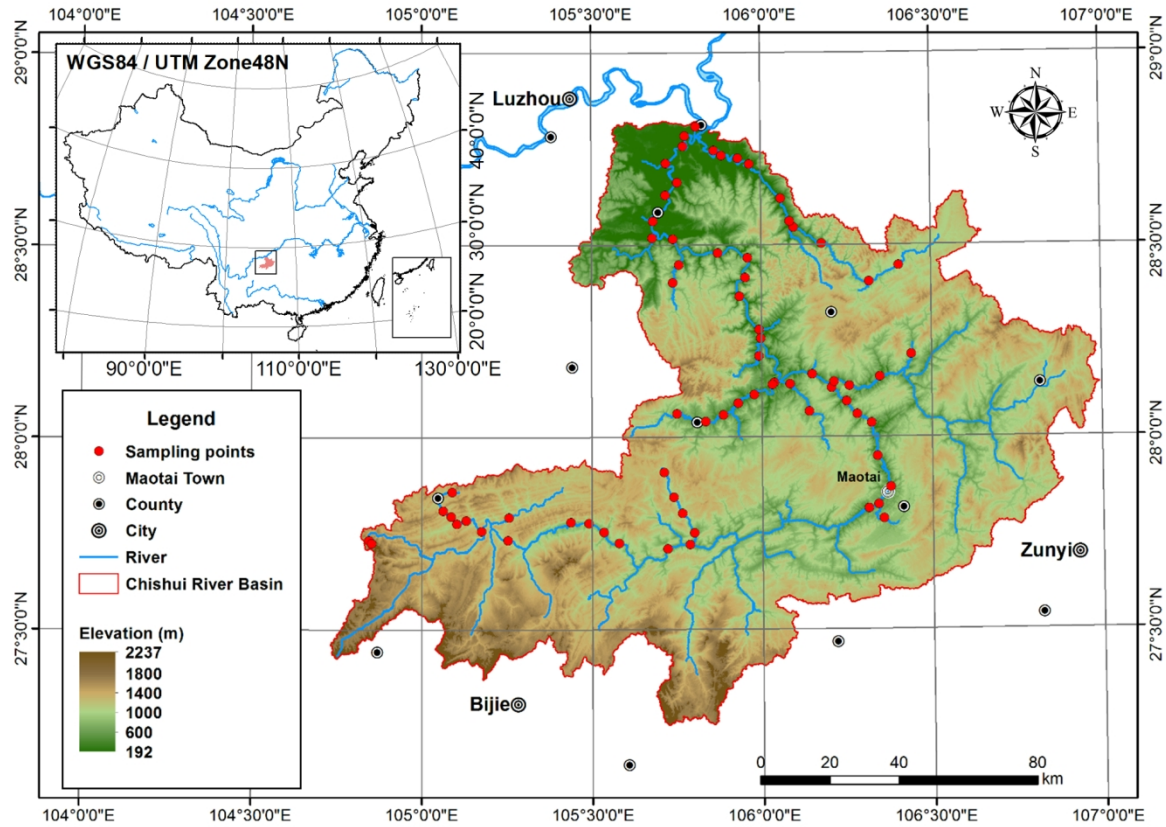 104°0'0"E 104°30'0"E 105°0'0"E 105°30'0"E 106°0'0"E 106°30'0"E 107°0'0"E
29°0'0"N
28°30'0"N
28°0'0"N
27°30'0"N
WGS84 / UTM Zone48N
40°0'0"N
30°0'0"N
20°0'0"N
90°0'0"E 110°0'0"E 130°0'0"E
Luzhou
N
W E
S
29°0'0"N
28°30'0"N
28°0'0"N
27°30'0"N
Maotai
Zunyi
Bijie
Legend
Sampling points
Maotai Town
County
City
River
Chishui River Basin
Elevation (m)
2237
1800
1400
1000
600
192
0 20 40 80
km
104°0'0"E 104°30'0"E 105°0'0"E 105°30'0"E 106°0'0"E 106°30'0"E 107°0'0"E